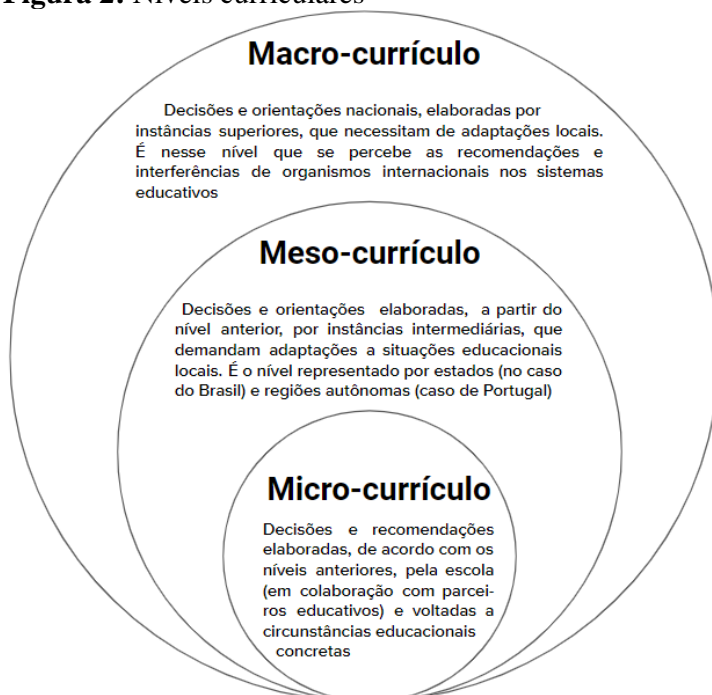 Figura 2: Níveis curriculares
Macro-currículo
Decisões e orientações nacionais, elaboradas por
instâncias superiores, que necesitam de adaptações locais.
É nesse nível que se percebe as recomendações e
interferências de organismos internacionais nos sistemas
educativos
Meso-currículo
Decisões e orientações elaboradas, a partir do
nível anterior, por instâncias intermediárias, que
demandam adaptações a situações educacionais
locais. É o nível representado por estados (no caso
do Brasil) e regiões autônomas (caso de Portugal)
Micro-currículo
Decisões e recomendações
elaboradas, de acordo com os
níveis anteriores, pela escola
(em colaboração com parcei-
ros educativos) e voltadas a
circunstâncias educacionais
concretas